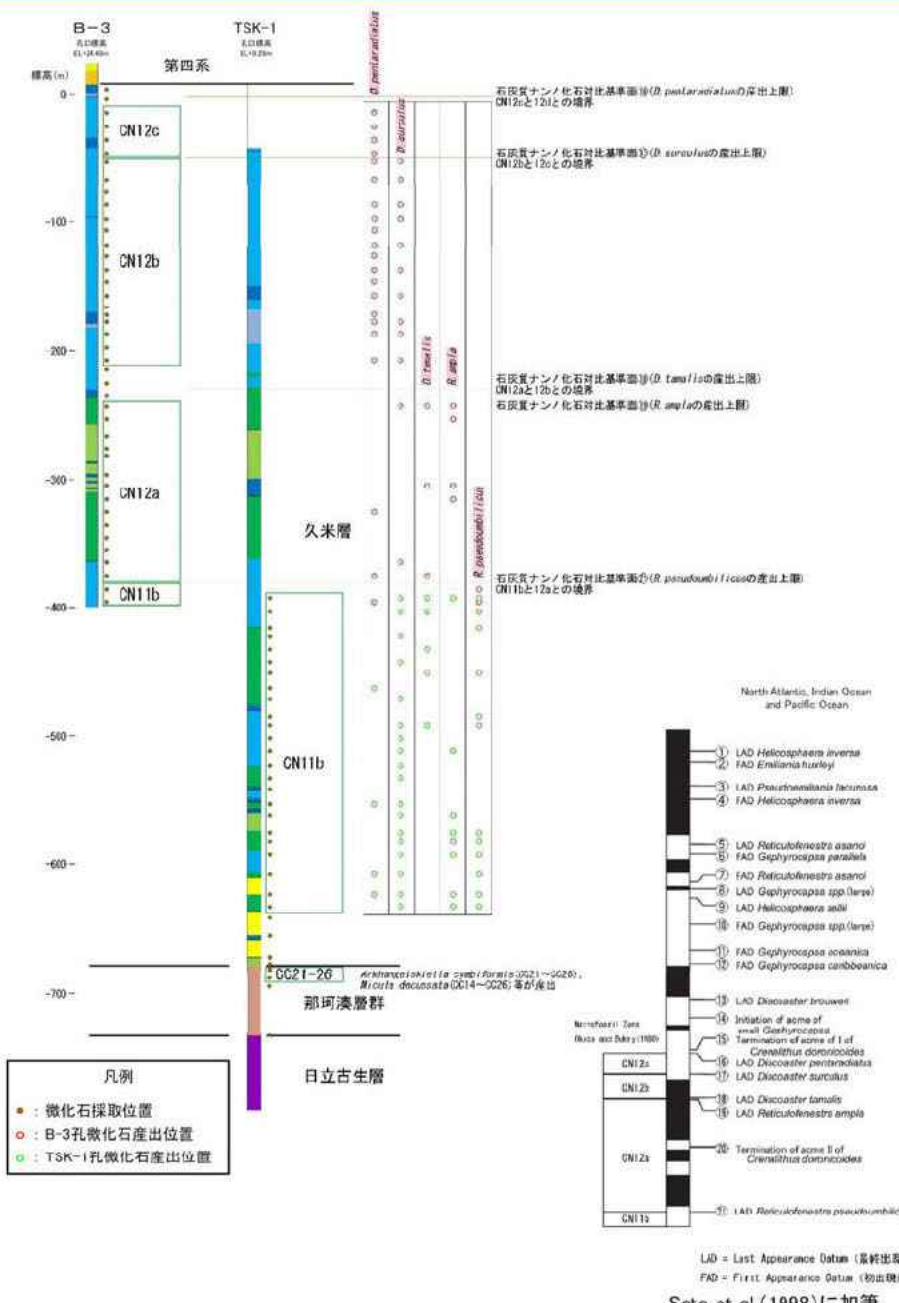 B-3
孔口標高
TSK-1
孔口標高
標高(m)
第四系
0
-100
-200
-300
-400
-500
-600
-700
CN12c
CN12b
CN12a
CN11b
CN11b
CC21-26
久米層
那珂湊層群
日立古生層
D.pentaradiatus
D.surculus
D.tamalis
R.ampla
R.pseudoumbilicus
石灰質ナンノ化石対比基準面⑯(D.pentaradiatusの産出上限)
CN12cと12dとの境界
石灰質ナンノ化石対比基準面⑰(D.surculusの産出上限)
CN12bと12cとの境界
石灰質ナンノ化石対比基準面⑱(D.tamalisの産出上限)
CN12aと12bとの境界
石灰質ナンノ化石対比基準面⑲(R.amplaの産出上限)
石灰質ナンノ化石対比基準面㉑(R.pseudoumbilicusの産出上限)
CN11bと12aとの境界
Arkhangelskiella cymbiformis(CC21~CC26),
Micula decussata(CC14~CC26)等が産出
凡例
: 微化石採取位置
: B-3孔微化石産出位置
: TSK-1孔微化石産出位置
North Atlantic, Indian Ocean
and Pacific Ocean
① LAD Helicosphaera inversa
② FAD Emiliania huxleyi
③ LAD Pseudoemiliania lacunosa
④ FAD Helicosphaera inversa
⑤ LAD Reticulofenestra asanoi
⑥ FAD Gephyrocapsa parallela
⑦ FAD Reticulofenestra asanoi
⑧ LAD Gephyrocapsa spp.(large)
⑨ LAD Helicosphaera sellii
⑩ FAD Gephyrocapsa spp.(large)
⑪ FAD Gephyrocapsa oceanica
⑫ FAD Gephyrocapsa caribbeanica
⑬ LAD Discoaster brouweri
⑭ Initiation of acme of
small Gephyrocapsa
⑮ Termination of acme of I of
Crenalithus doronicoides
⑯ LAD Discoaster pentaradiatus
⑰ LAD Discoaster surculus
⑱ LAD Discoaster tamalis
⑲ LAD Reticulofenestra ampla
⑳ Termination of acme II of
Crenalithus doronicoides
㉑ LAD Reticulofenestra pseudoumbilic
Nannofossil Zone
Okada and Bukry (1980)
CN12c
CN12b
CN12a
CN11b
LAD = Last Appearance Datum (最終出現
FAD = First Appearance Datum (初出現
Sato et al.(1998)に加筆